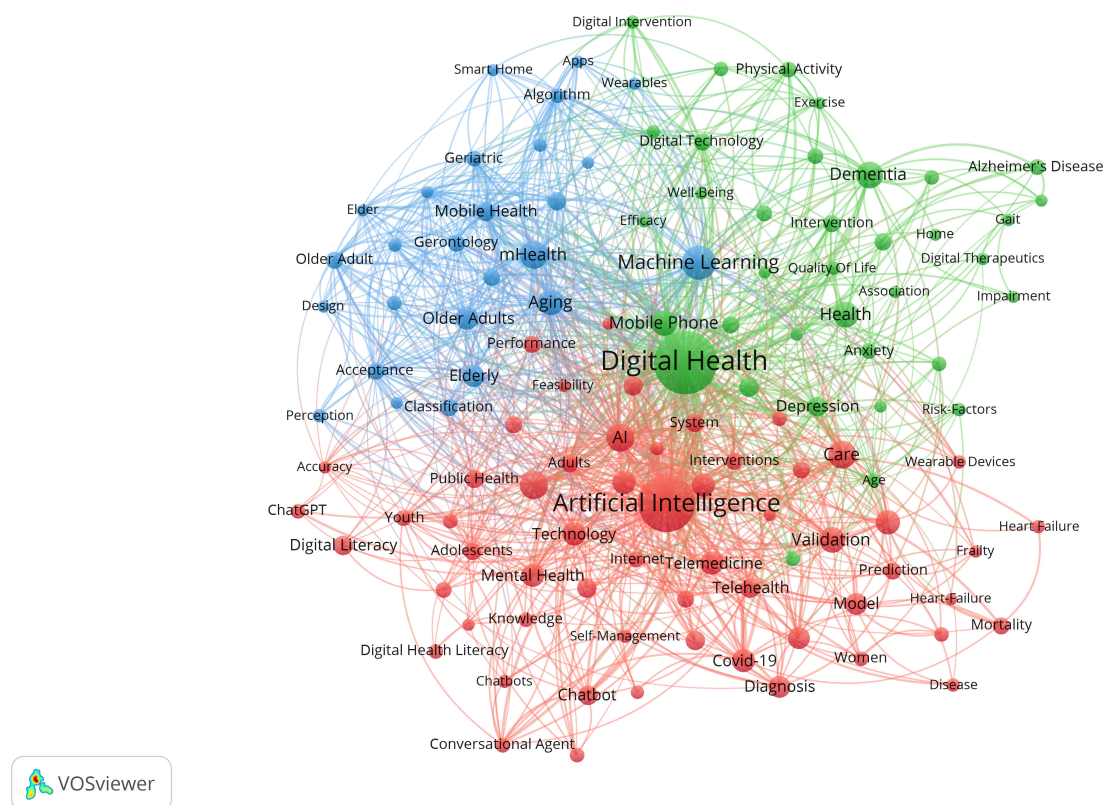 Digital Intervention
Apps
Smart Home
Physical Activity
Wearables
Algorithm
Exercise
Digital Technology
Geriatric
Alzheimer's Disease
Dementia
Well-Being
Elder
Mobile Health
Efficacy
Intervention
Gait
Home
Gerontology
mHealth
Older Adult
Machine Learning
Digital Therapeutics
Quality Of Life
Association
Impairment
Design
Aging
Older Adults
Mobile Phone
Health
Performance
Anxiety
Digital Health
Acceptance
Elderly
Feasibility
Classification
Depression
Risk-Factors
Perception
System
AI
Care
Accuracy
Adults
Interventions
Wearable Devices
Public Health
Age
Artificial Intelligence
ChatGPT
Youth
Heart Failure
Technology
Validation
Digital Literacy
Adolescents
Internet
Telemedicine
Frailty
Prediction
Mental Health
Telehealth
Model
Heart-Failure
Knowledge
Mortality
Self-Management
Digital Health Literacy
Covid-19
Women
Chatbots
Chatbot
Diagnosis
Disease
Conversational Agent
VOSviewer